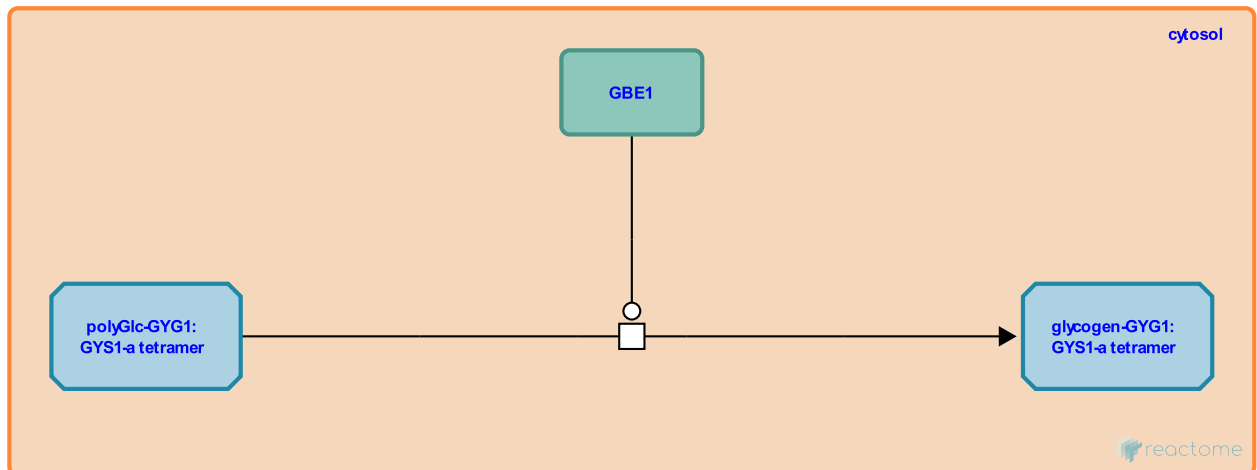 cytosol
GBE1
polyGlc-GYG1:
GYS1-a tetramer
glycogen-GYG1:
GYS1-a tetramer
reactome